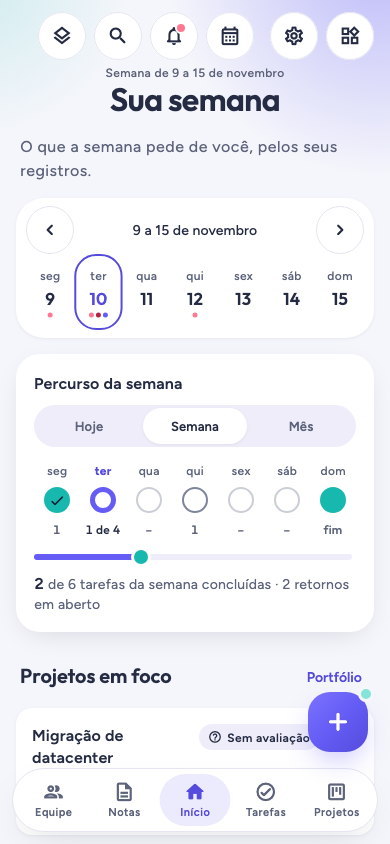 Semana de 9 a 15 de novembro
Sua semana
O que a semana pede de você, pelos seus
registros.
9 a 15 de novembro
seg ter qua qui sex sáb dom
9 10 11 12 13 14 15
Percurso da semana
Hoje Semana Mês
seg ter qua qui sex sáb dom
1 1 de 4 – 1 – – fim
2 de 6 tarefas da semana concluídas · 2 retornos
em aberto
Projetos em foco Portfólio
Migração de
datacenter
Sem avaliação
Equipe Notas Início Tarefas Projetos